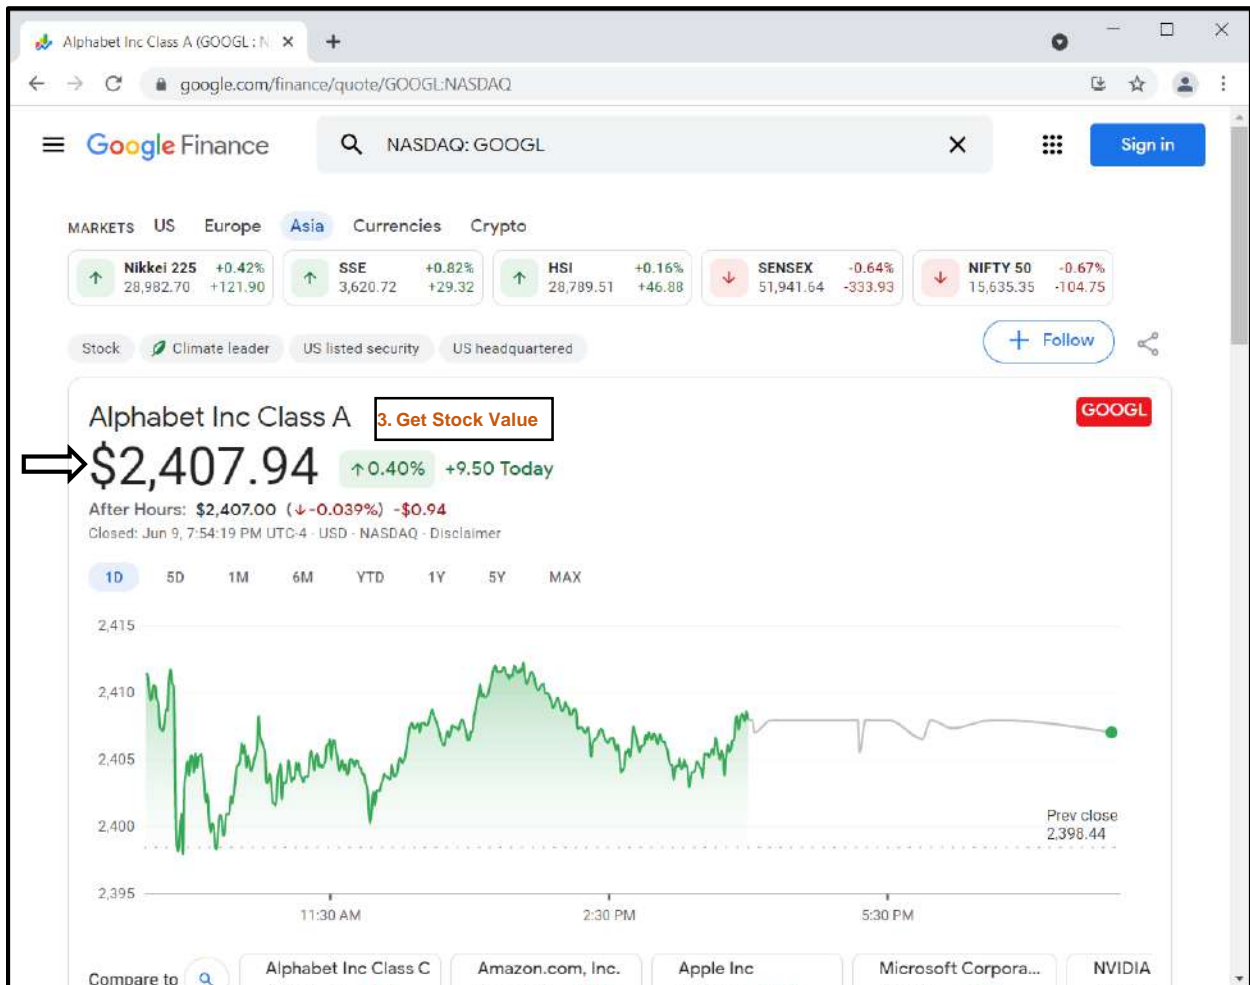 Alphabet Inc Class A (GOOGL : N
google.com/finance/quote/GOOGL:NASDAQ
Google Finance
NASDAQ: GOOGL
Sign in
MARKETS US Europe Asia Currencies Crypto
Nikkei 225 +0.42% SSE +0.82% HSI +0.16% SENSEX -0.64% NIFTY 50 -0.67%
28,982.70 +121.90 3,620.72 +29.32 28,789.51 +46.88 51,941.64 -333.93 15,635.35 -104.75
Stock Climate leader US listed security US headquartered
+ Follow
Alphabet Inc Class A 3. Get Stock Value GOOGL
$2,407.94 ↑0.40% +9.50 Today
After Hours: $2,407.00 (↓-0.039%) -$0.94
Closed: Jun 9, 7:54:19 PM UTC-4 · USD · NASDAQ · Disclaimer
1D 5D 1M 6M YTD 1Y 5Y MAX
2,415
2,410
2,405
2,400
2,395
Prev close
2,398.44
11:30 AM 2:30 PM 5:30 PM
Compare to Alphabet Inc Class C Amazon.com, Inc. Apple Inc Microsoft Corpora... NVIDIA